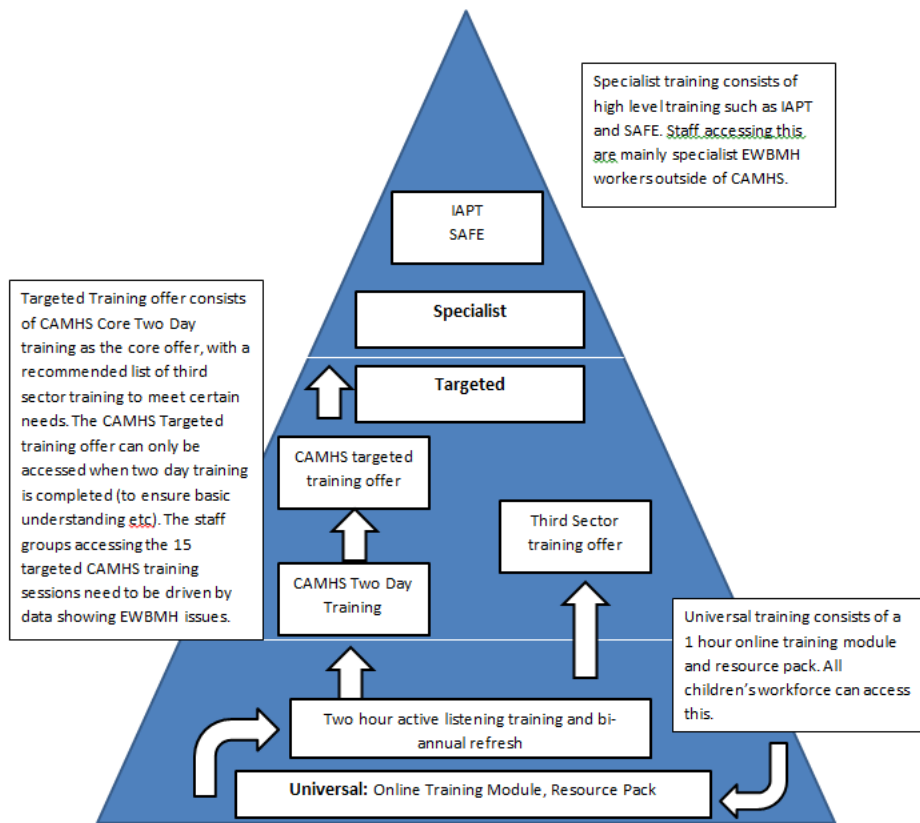 Specialist training consists of
high level training such as IAPT
and SAFE. Staff accessing this
are mainly specialist EWBMH
workers outside of CAMHS.
IAPT
SAFE
Specialist
Targeted Training offer consists
of CAMHS Core Two Day
training as the core offer, with a
recommended list of third
sector training to meet certain
needs. The CAMHS Targeted
training offer can only be
accessed when two day training
is completed (to ensure basic
understanding etc). The staff
groups accessing the 15
targeted CAMHS training
sessions need to be driven by
data showing EWBMH issues.
Targeted
CAMHS targeted
training offer
Third Sector
training offer
CAMHS Two Day
Training
Universal training consists of a
1 hour online training module
and resource pack. All
children's workforce can access
this.
Two hour active listening training and bi-
annual refresh
Universal: Online Training Module, Resource Pack